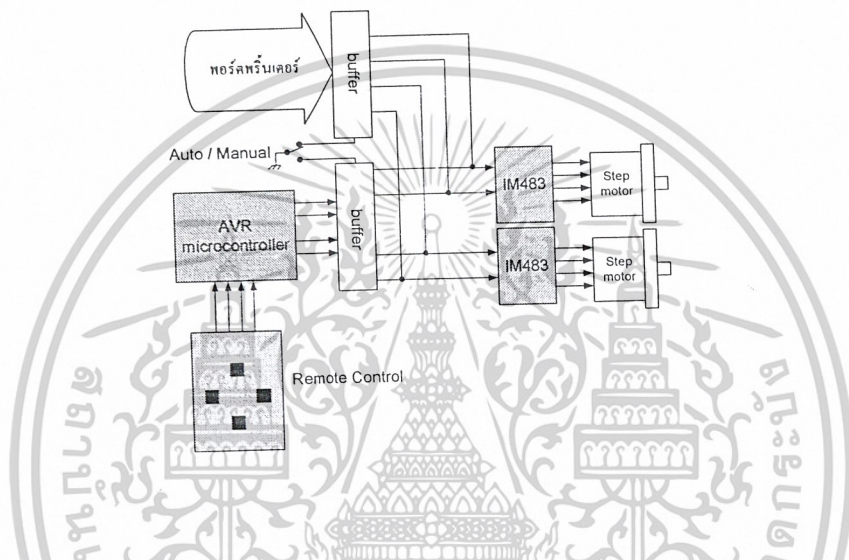 พอร์ตพริ้นเตอร์
buffer
Auto / Manual
AVR
microcontroller
buffer
IM483
Step
motor
IM483
Step
motor
Remote Control